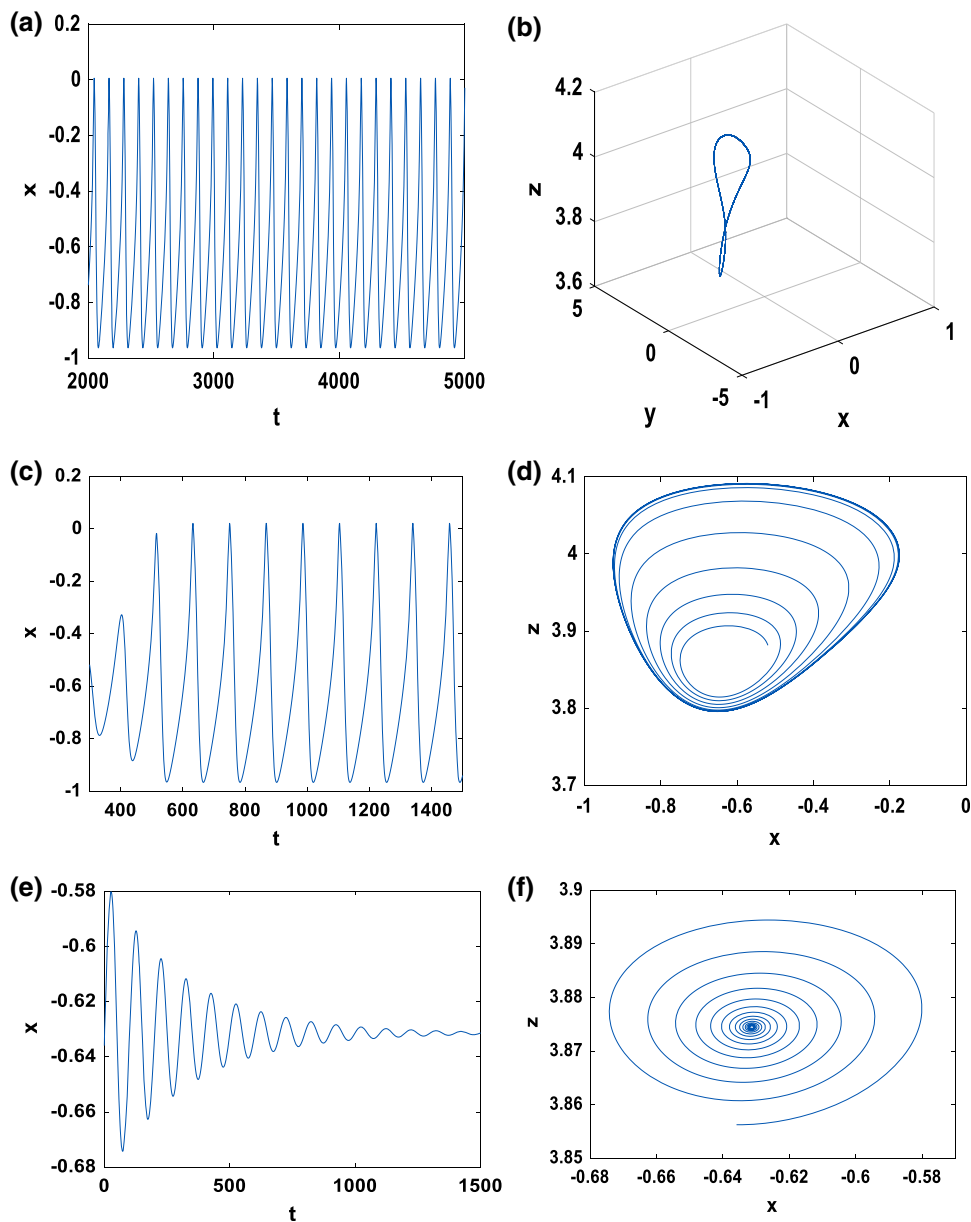 (a)
0.2
0
-0.2
-0.4
-0.6
-0.8
-1
x
2000 3000 4000 5000
t
(b)
4.2
4
3.8
3.6
z
5
0
-5
y
-1
0
1
x
(c)
0.2
0
-0.2
-0.4
-0.6
-0.8
-1
x
400 600 800 1000 1200 1400
t
(d)
4.1
4
3.9
3.8
3.7
z
-1 -0.8 -0.6 -0.4 -0.2 0
x
(e)
-0.58
-0.6
-0.62
-0.64
-0.66
-0.68
x
0 500 1000 1500
t
(f)
3.9
3.89
3.88
3.87
3.86
3.85
z
-0.68 -0.66 -0.64 -0.62 -0.6 -0.58
x